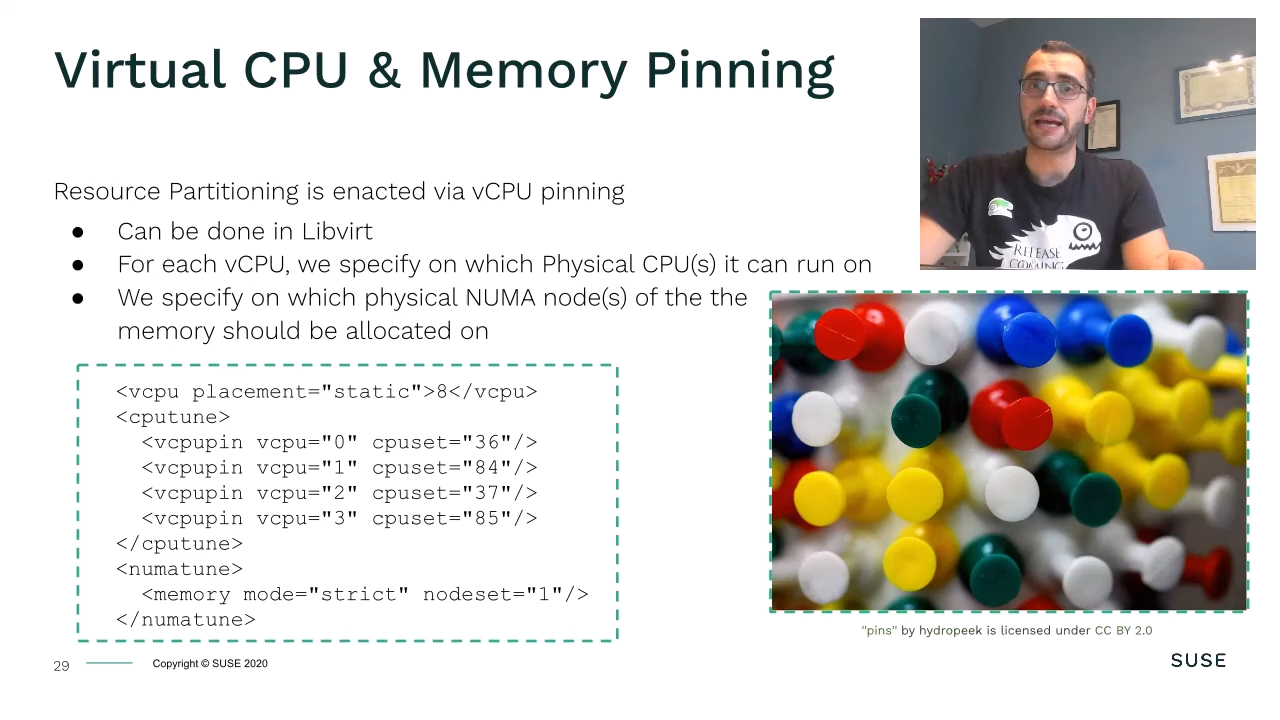 Virtual CPU & Memory Pinning
RELEASE
COMING
Resource Partitioning is enacted via vCPU pinning
● Can be done in Libvirt
● For each vCPU, we specify on which Physical CPU(s) it can run on
● We specify on which physical NUMA node(s) of the the
memory should be allocated on
<vcpu placement="static">8</vcpu>
<cputune>
<vcpupin vcpu="0" cpuset="36"/>
<vcpupin vcpu="1" cpuset="84"/>
<vcpupin vcpu="2" cpuset="37"/>
<vcpupin vcpu="3" cpuset="85"/>
</cputune>
<numatune>
<memory mode="strict" nodeset="1"/>
</numatune>
"pins" by hydropeek is licensed under CC BY 2.0
29
Copyright © SUSE 2020
SUSE